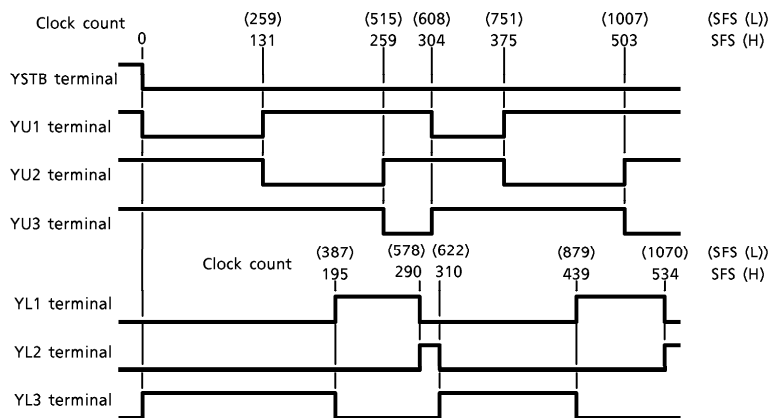 Clock count (259) (515) (608) (751) (1007) (SFS (L))
0 131 259 304 375 503 SFS (H)
YSTB terminal
YU1 terminal
YU2 terminal
YU3 terminal
Clock count (387) (578) (622) (879) (1070) (SFS (L))
195 290 310 439 534 SFS (H)
YL1 terminal
YL2 terminal
YL3 terminal